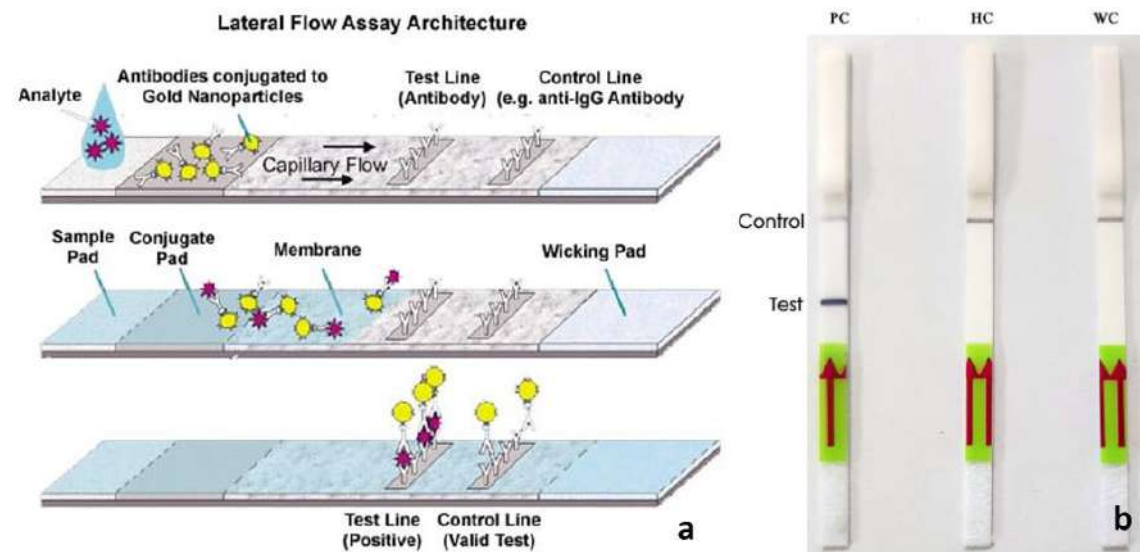 Lateral Flow Assay Architecture
Analyte
Antibodies conjugated to
Gold Nanoparticles
Test Line
(Antibody)
Control Line
(e.g. anti-IgG Antibody
Capillary Flow
Sample
Pad
Conjugate
Pad
Membrane
Wicking Pad
Test Line
(Positive)
Control Line
(Valid Test)
a
PC HC WC
Control
Test
b